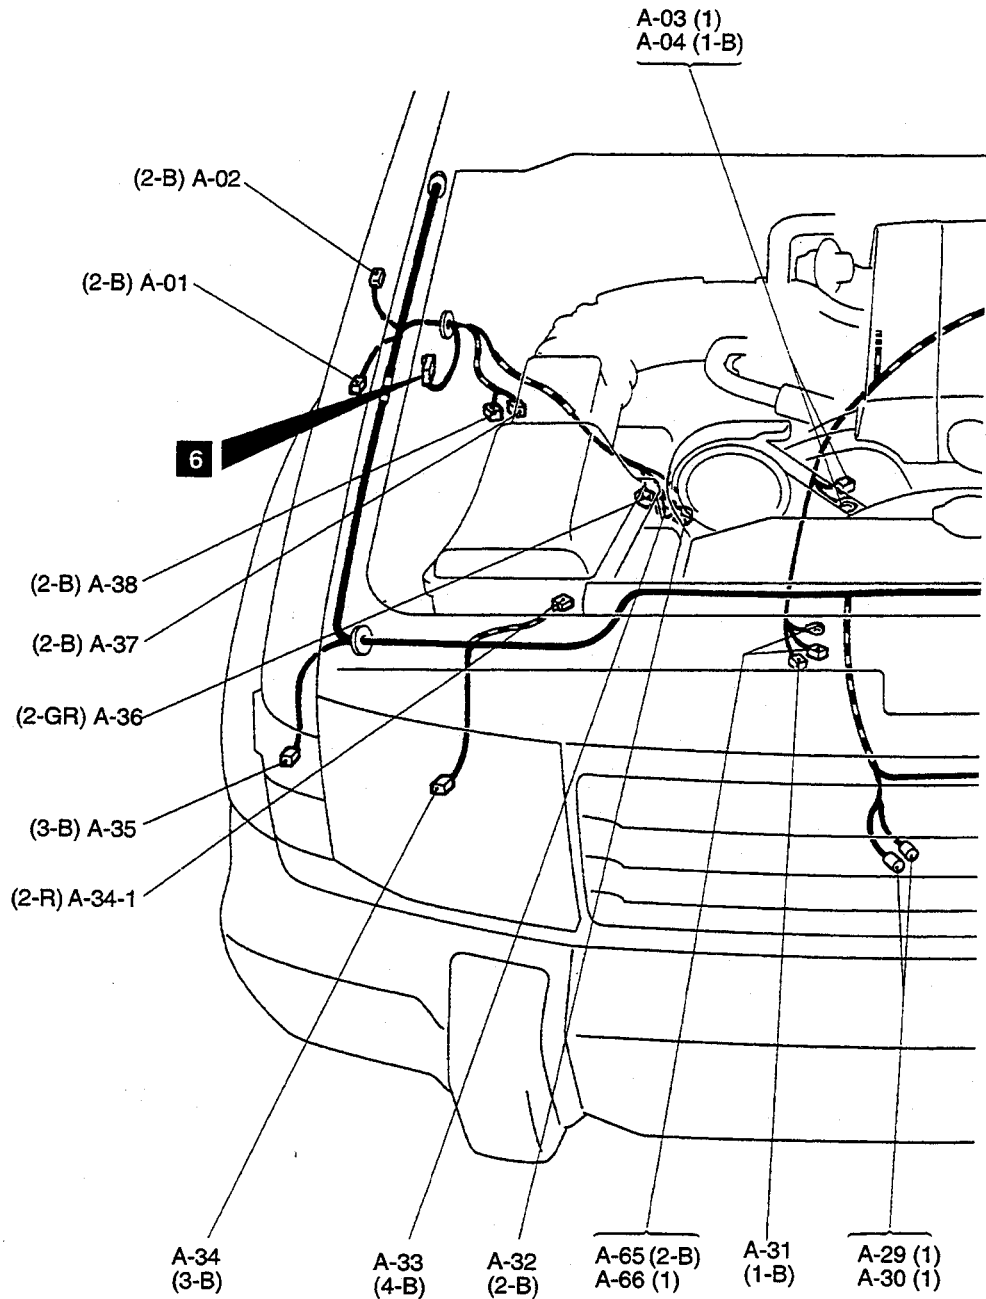 A-03 (1)
A-04 (1-B)
(2-B) A-02
(2-B) A-01
6
(2-B) A-38
(2-B) A-37
(2-GR) A-36
(3-B) A-35
(2-R) A-34-1
A-34
(3-B)
A-33
(4-B)
A-32
(2-B)
A-65 (2-B)
A-66 (1)
A-31
(1-B)
A-29 (1)
A-30 (1)